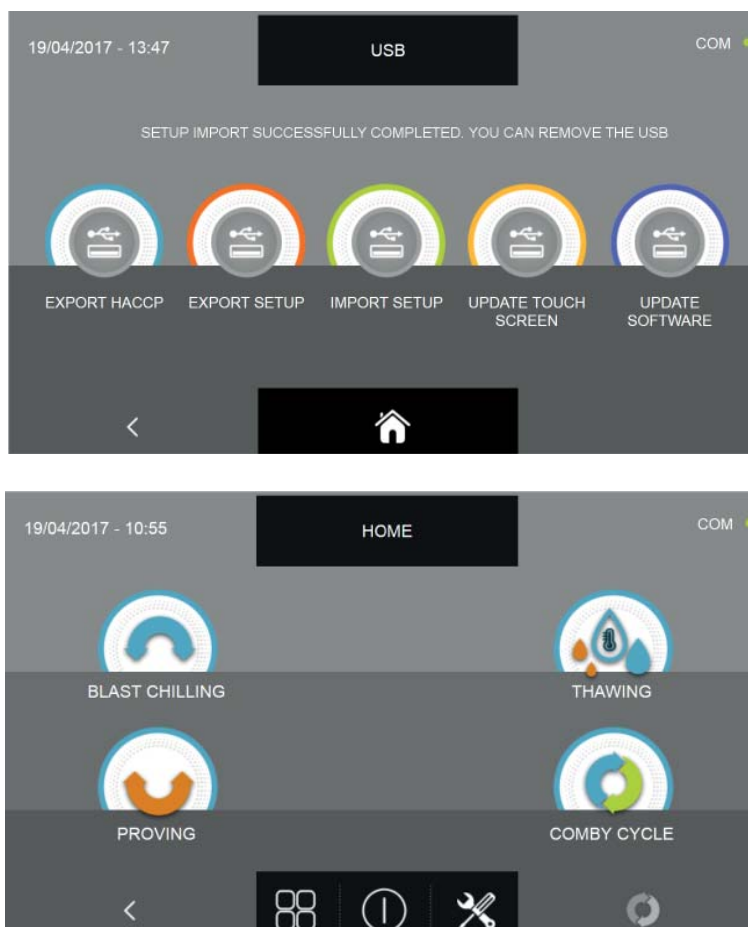 19/04/2017 - 13:47
USB
COM
SETUP IMPORT SUCCESSFULLY COMPLETED. YOU CAN REMOVE THE USB
EXPORT HACCP
EXPORT SETUP
IMPORT SETUP
UPDATE TOUCH
SCREEN
UPDATE
SOFTWARE
19/04/2017 - 10:55
HOME
COM
BLAST CHILLING
THAWING
PROVING
COMBY CYCLE